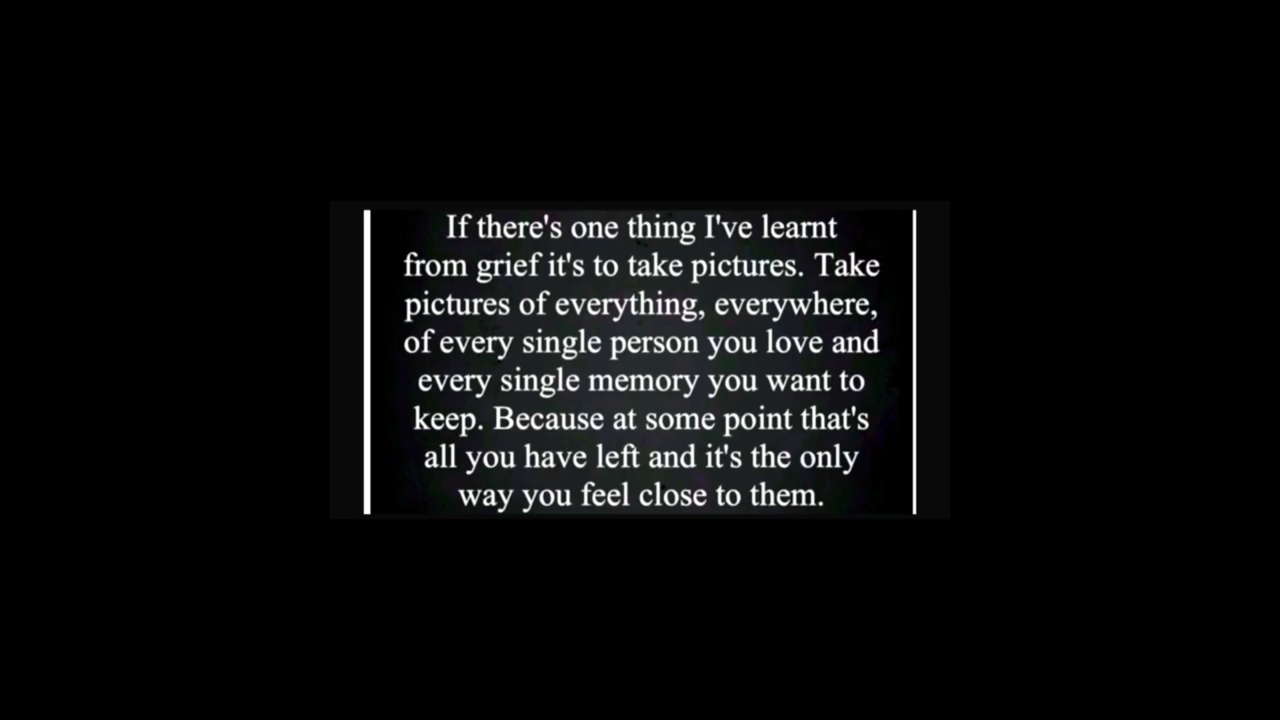 If there's one thing I've learnt
from grief it's to take pictures. Take
pictures of everything, everywhere,
of every single person you love and
every single memory you want to
keep. Because at some point that's
all you have left and it's the only
way you feel close to them.